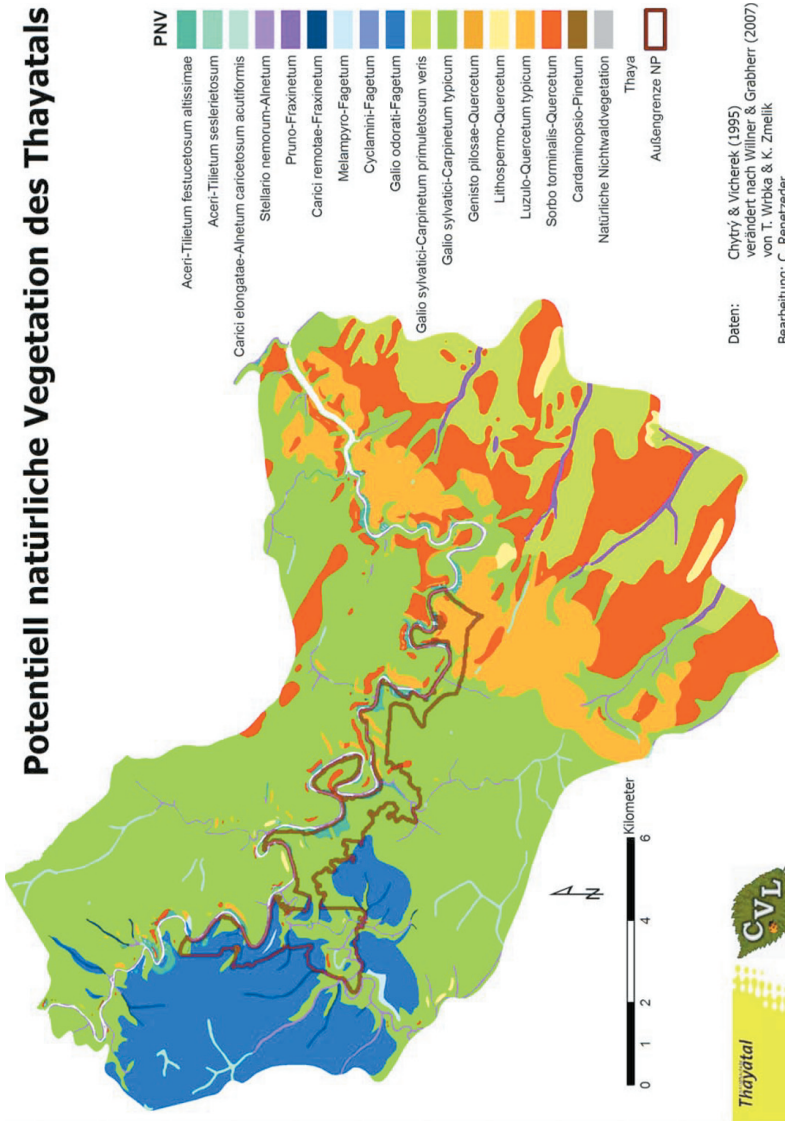 Potentiell natürliche Vegetation des Thayatals
PNV
Aceri-Tilietum festucetosum altissimae
Aceri-Tilietum seslerietosum
Carici elongatae-Alnetum caricetosum acutiformis
Stellario nemorum-Alnetum
Pruno-Fraxinetum
Carici remotae-Fraxinetum
Melampyro-Fagetum
Cyclamini-Fagetum
Galio odorati-Fagetum
Galio sylvatici-Carpinetum primuletosum veris
Galio sylvatici-Carpinetum typicum
Genisto pilosae-Quercetum
Lithospermo-Quercetum
Luzulo-Quercetum typicum
Sorbo torminalis-Quercetum
Cardaminopsio-Pinetum
Natürliche Nichtwaldvegetation
Thaya
Außengrenze NP
N
Kilometer
0 1 2 4 6
Daten: Chytrý & Vicherek (1995)
verändert nach Willner & Grabherr (2007)
von T. Wrbka & K. Zmelik
Bearbeitung: C. Renetzeder
Thayatal
CVL